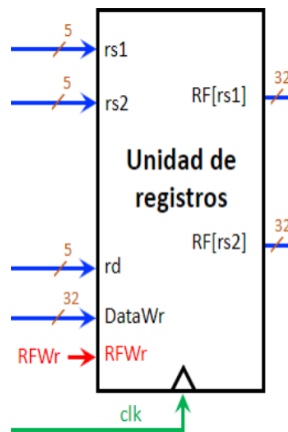 5
rs1
5
rs2
RF[rs1]
32
Unidad de
registros
RF[rs2]
32
5
rd
32
DataWr
RFWr
RFWr
clk